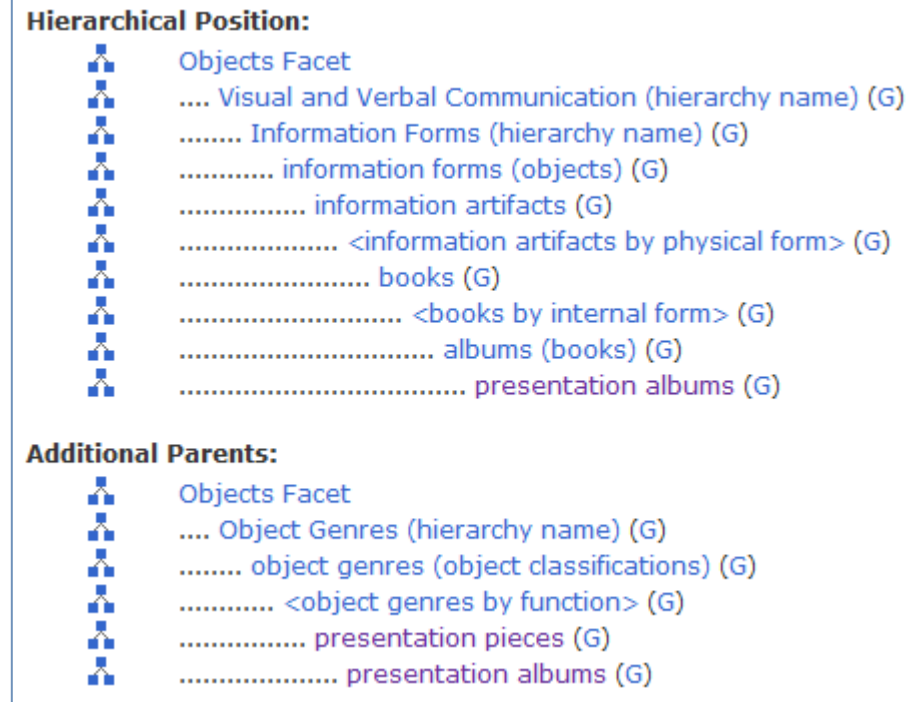 Hierarchical Position:
Objects Facet
.... Visual and Verbal Communication (hierarchy name) (G)
........ Information Forms (hierarchy name) (G)
............ information forms (objects) (G)
................ information artifacts (G)
.................... <information artifacts by physical form> (G)
........................ books (G)
............................ <books by internal form> (G)
................................ albums (books) (G)
.................................... presentation albums (G)
Additional Parents:
Objects Facet
.... Object Genres (hierarchy name) (G)
........ object genres (object classifications) (G)
............ <object genres by function> (G)
................ presentation pieces (G)
.................... presentation albums (G)